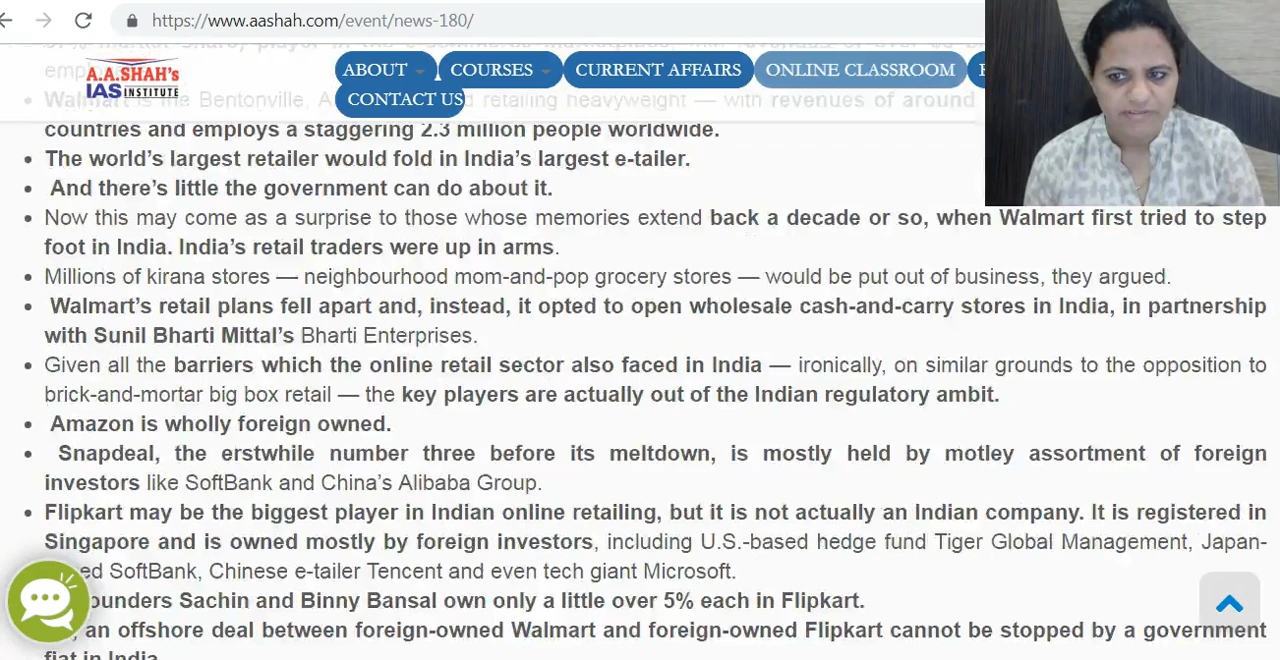 https://www.aashah.com/event/news-180/
A.A.SHAH's
IAS INSTITUTE
ABOUT
COURSES
CURRENT AFFAIRS
ONLINE CLASSROOM
CONTACT US
Walmart is the Bentonville, retailing heavyweight — with revenues of around
countries and employs a staggering 2.3 million people worldwide.
• The world's largest retailer would fold in India's largest e-tailer.
• And there's little the government can do about it.
• Now this may come as a surprise to those whose memories extend back a decade or so, when Walmart first tried to step
foot in India. India's retail traders were up in arms.
• Millions of kirana stores — neighbourhood mom-and-pop grocery stores — would be put out of business, they argued.
• Walmart's retail plans fell apart and, instead, it opted to open wholesale cash-and-carry stores in India, in partnership
with Sunil Bharti Mittal's Bharti Enterprises.
• Given all the barriers which the online retail sector also faced in India — ironically, on similar grounds to the opposition to
brick-and-mortar big box retail — the key players are actually out of the Indian regulatory ambit.
• Amazon is wholly foreign owned.
• Snapdeal, the erstwhile number three before its meltdown, is mostly held by motley assortment of foreign
investors like SoftBank and China's Alibaba Group.
• Flipkart may be the biggest player in Indian online retailing, but it is not actually an Indian company. It is registered in
Singapore and is owned mostly by foreign investors, including U.S.-based hedge fund Tiger Global Management, Japan-
SoftBank, Chinese e-tailer Tencent and even tech giant Microsoft.
Sachin and Binny Bansal own only a little over 5% each in Flipkart.
an offshore deal between foreign-owned Walmart and foreign-owned Flipkart cannot be stopped by a government
fiat in India.